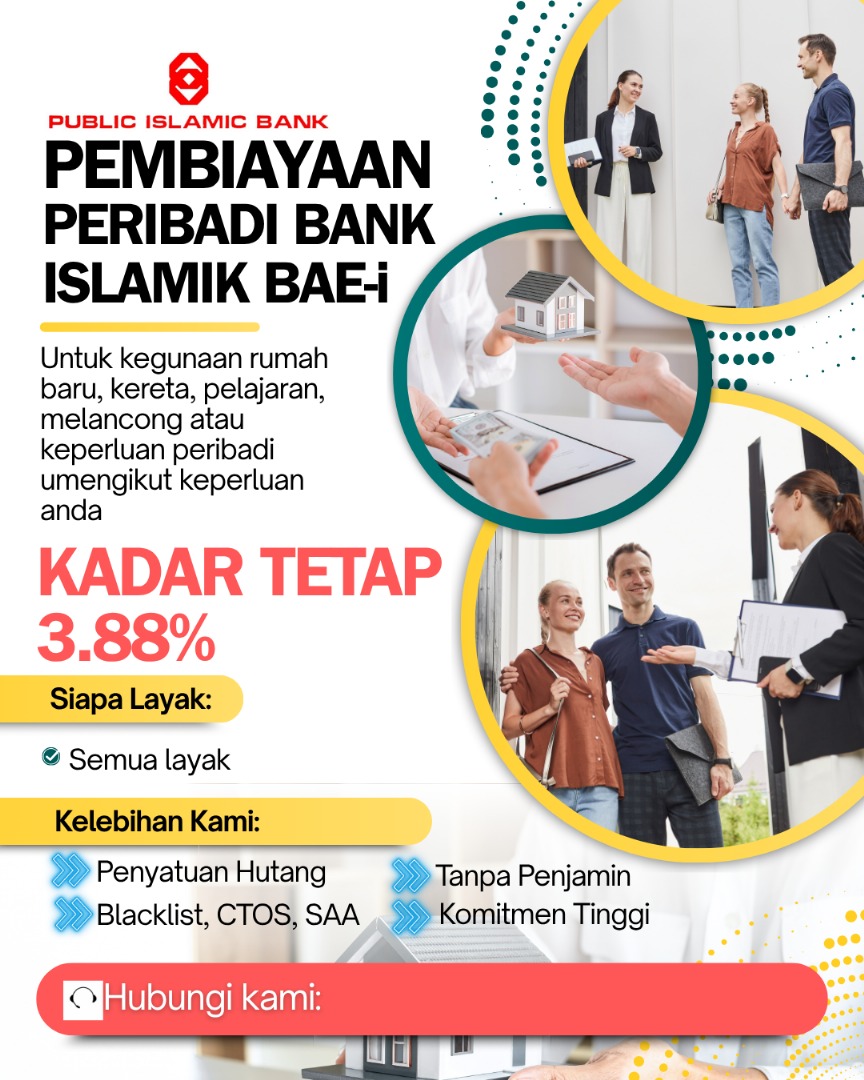 PUBLIC ISLAMIC BANK
PEMBIAYAAN
PERIBADI BANK
ISLAMIK BAE-i
Untuk kegunaan rumah
baru, kereta, pelajaran,
melancong atau
keperluan peribadi
umengikut keperluan
anda
KADAR TETAP
3.88%
Siapa Layak:
Semua layak
Kelebihan Kami:
Penyatuan Hutang
Blacklist, CTOS, SAA
Tanpa Penjamin
Komitmen Tinggi
Hubungi kami: